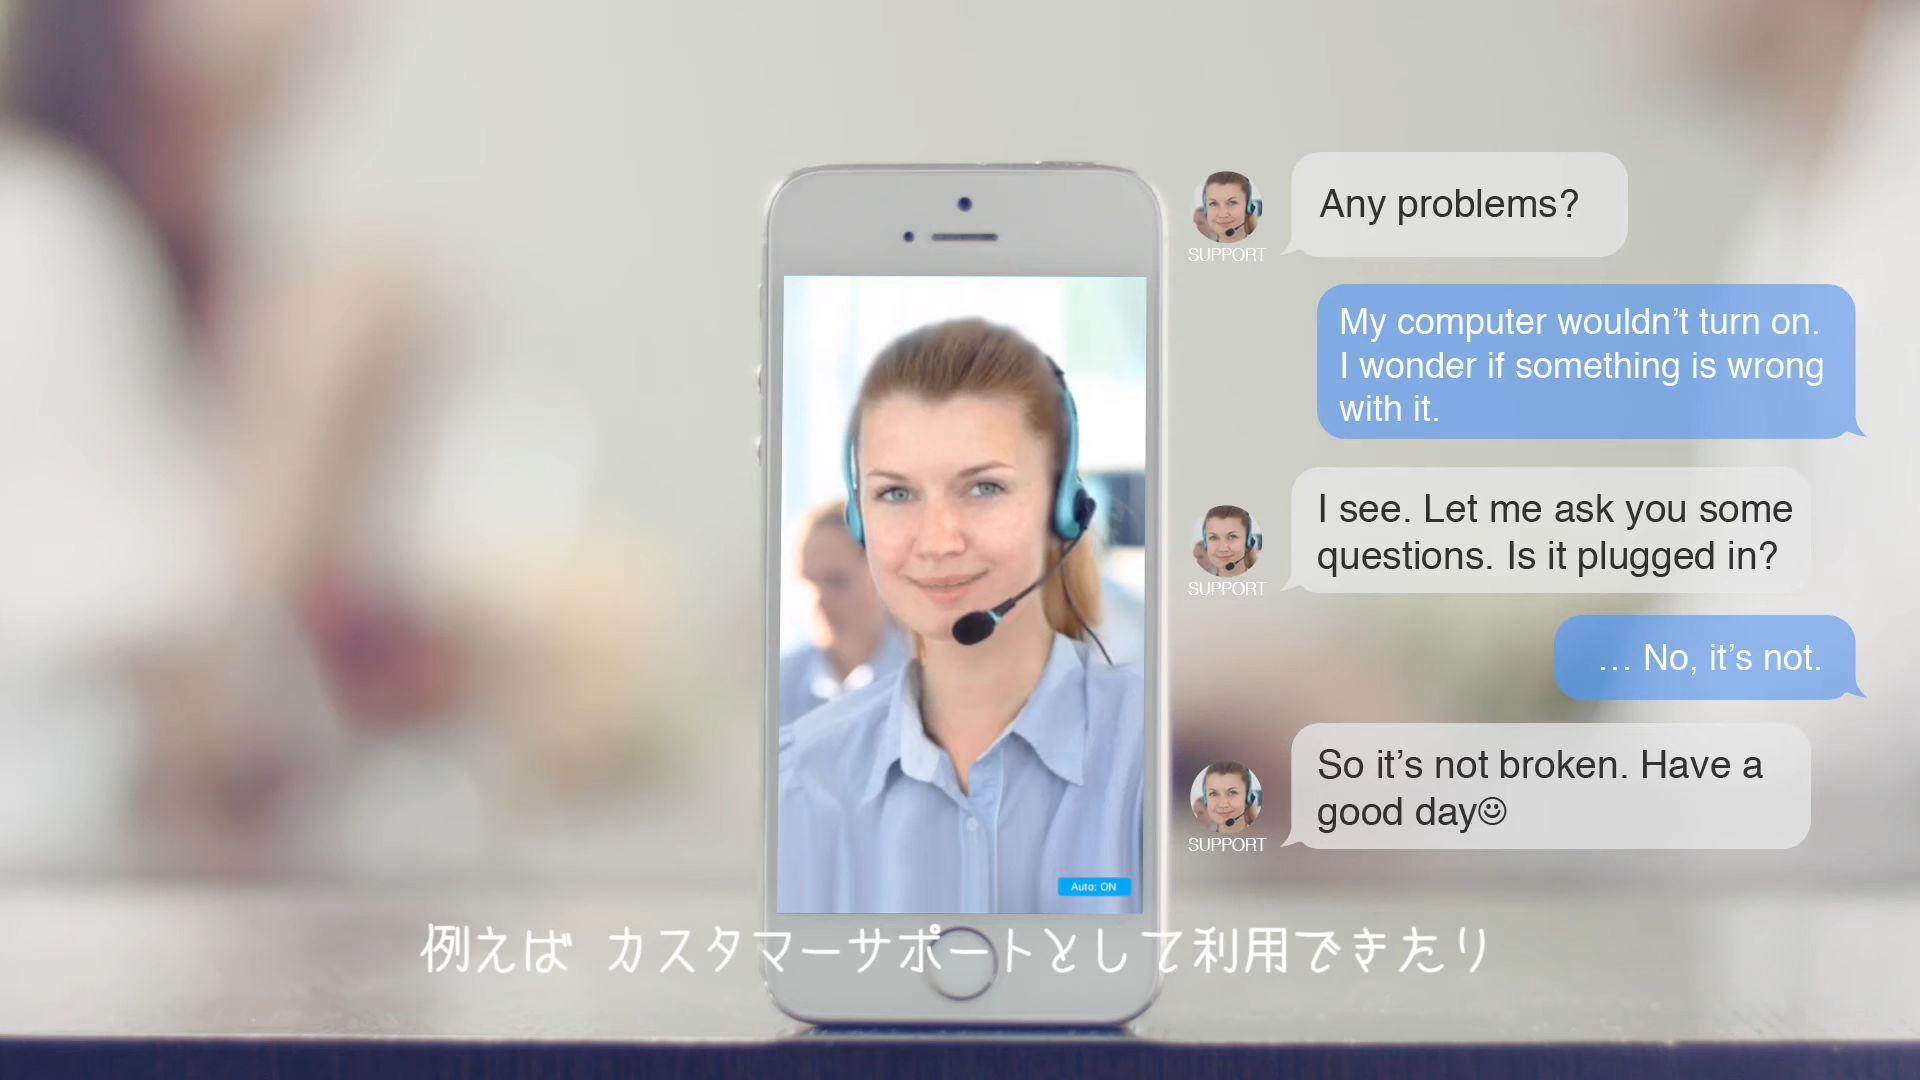 Any problems?
SUPPORT
My computer wouldn’t turn on.
I wonder if something is wrong
with it.
I see. Let me ask you some
questions. Is it plugged in?
SUPPORT
… No, it’s not.
So it’s not broken. Have a
good day☺
SUPPORT
Auto: ON
例えば カスタマーサポートとして利用できたり